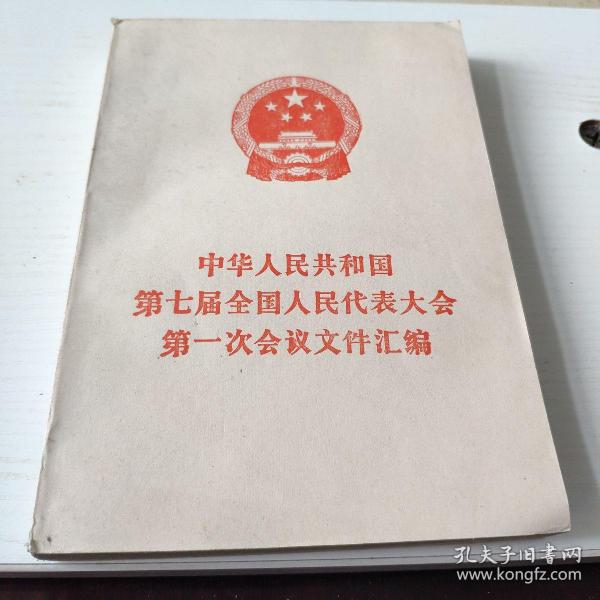 中华人民共和国
第七届全国人民代表大会
第一次会议文件汇编
孔夫子旧书网
www.kongfz.com